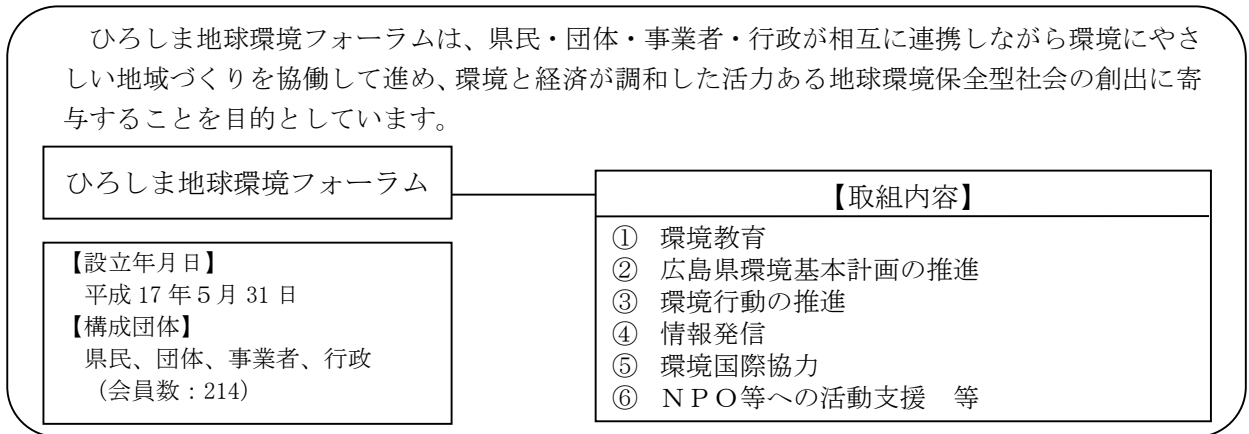 ひろしま地球環境フォーラムは、県民・団体・事業者・行政が相互に連携しながら環境にやさ
しい地域づくりを協働して進め、環境と経済が調和した活力ある地球環境保全型社会の創出に寄
与することを目的としています。
ひろしま地球環境フォーラム
【設立年月日】
平成 17 年５月 31 日
【構成団体】
県民、団体、事業者、行政
（会員数：214）
【取組内容】
① 環境教育
② 広島県環境基本計画の推進
③ 環境行動の推進
④ 情報発信
⑤ 環境国際協力
⑥ ＮＰＯ等への活動支援　等